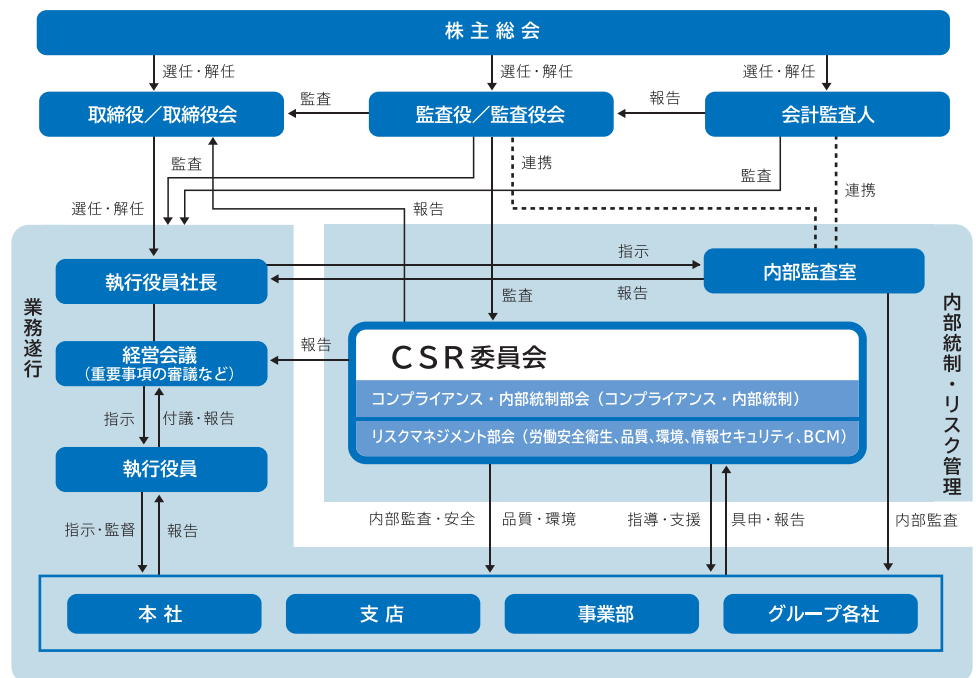 株主総会
選任・解任
選任・解任
選任・解任
取締役／取締役会
監査
監査役／監査役会
報告
会計監査人
監査
連携
監査
連携
選任・解任
報告
業務遂行
執行役員社長
指示
報告
内部監査室
監査
内部統制・リスク管理
経営会議
（重要事項の審議など）
報告
CSR委員会
コンプライアンス・内部統制部会（コンプライアンス・内部統制）
リスクマネジメント部会（労働安全衛生、品質、環境、情報セキュリティ、BCM）
指示
付議・報告
執行役員
指示・監督
報告
内部監査・安全
品質・環境
指導・支援
具申・報告
内部監査
本社
支店
事業部
グループ各社